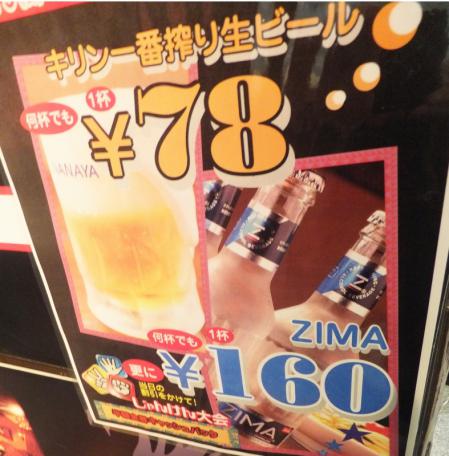 キリン一番搾り生ビール
何杯でも 1杯
¥78
ANAYA
ZIMA
何杯でも 1杯
¥160
更に
当日の
割引をかけて!
じゃんけん大会
ZIMA